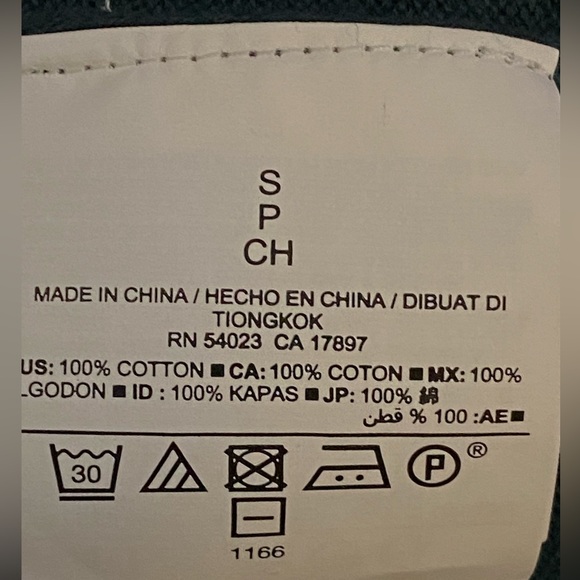 S
P
CH
MADE IN CHINA / HECHO EN CHINA / DIBUAT DI
TIONGKOK
RN 54023 CA 17897
US: 100% COTTON ■ CA: 100% COTON ■ MX: 100%
LGODON ■ ID : 100% KAPAS ■ JP: 100% 綿
■ AE: 100 % قطن
30
P ®
1166